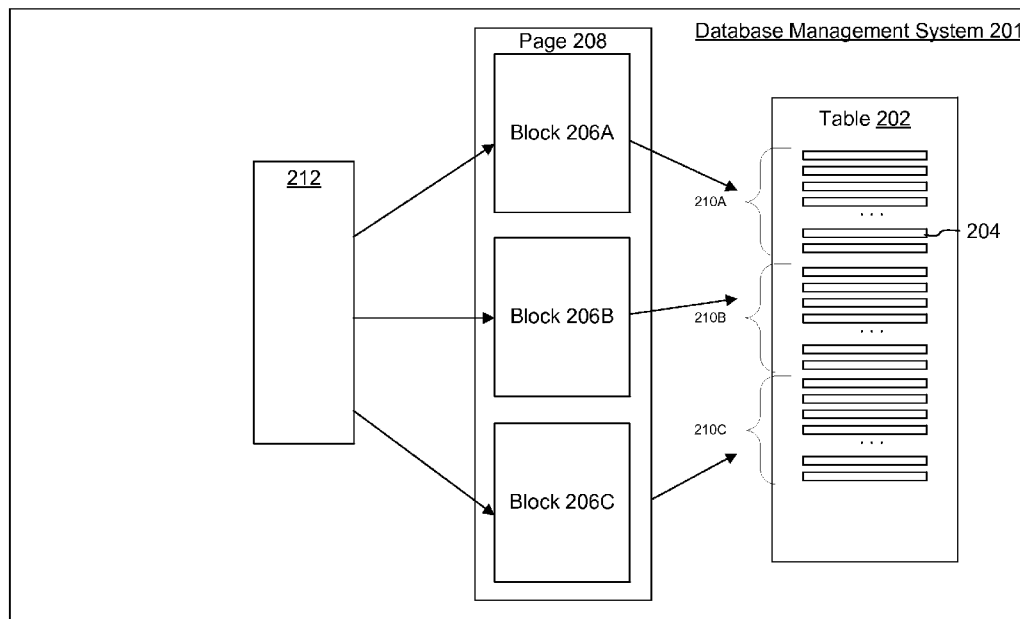 Database Management System 201
Page 208
Table 202
Block 206A
212
210A
. . .
204
Block 206B
210B
. . .
210C
. . .
Block 206C